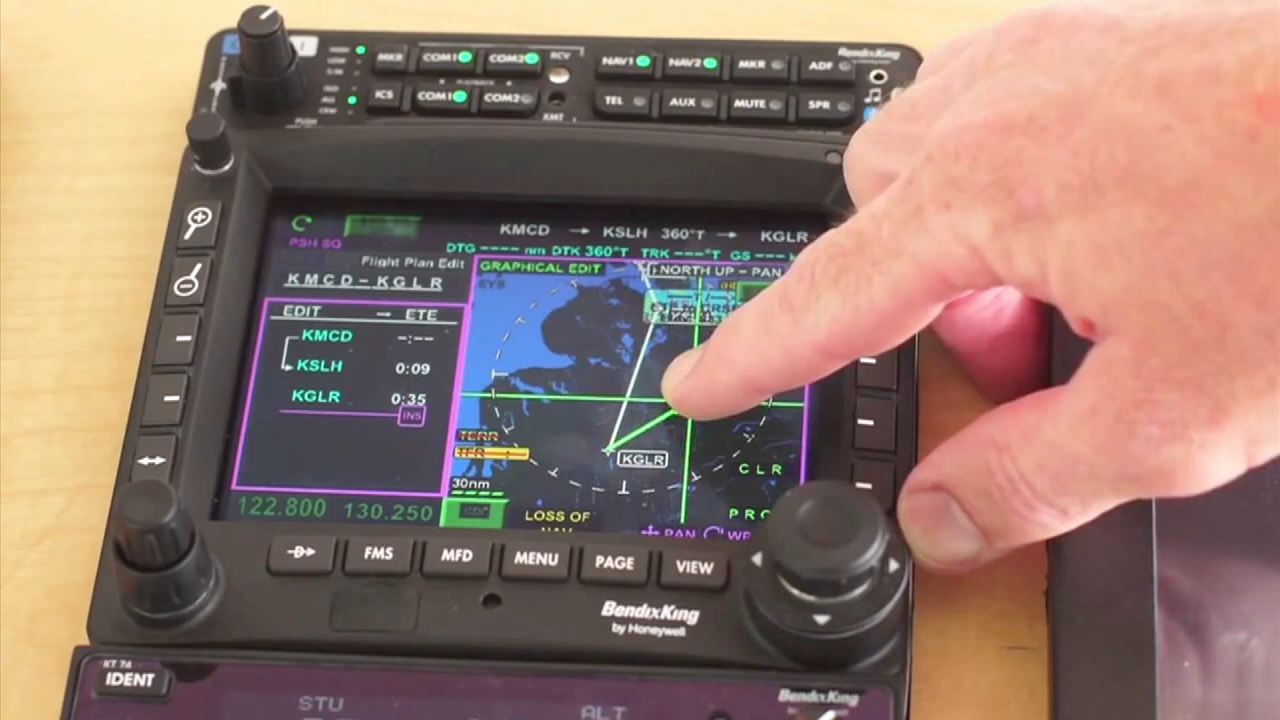 MKR COM1 COM2 RCV
NAV1 NAV2 MKR ADF
BendixKing
ICS COM1 COM2 XMT
TEL AUX MUTE SPR
PSH SQ
KMCD → KSLH 360°T → KGLR
DTG ---- nm DTK 360°T TRK ---°T GS ---
Flight Plan Edit
KMCD-KGLR
GRAPHICAL EDIT
NORTH UP - PAN
EDIT → ETE
KMCD -:--
KSLH 0:09
KGLR 0:35
INS
TERR
TFR
KGLR
CLR
30nm
CDI
LOSS OF
NAV
PAN
122.800 130.250
FMS MFD MENU PAGE VIEW
BendixKing
by Honeywell
KT 74
IDENT
STU
ALT
BendixKing